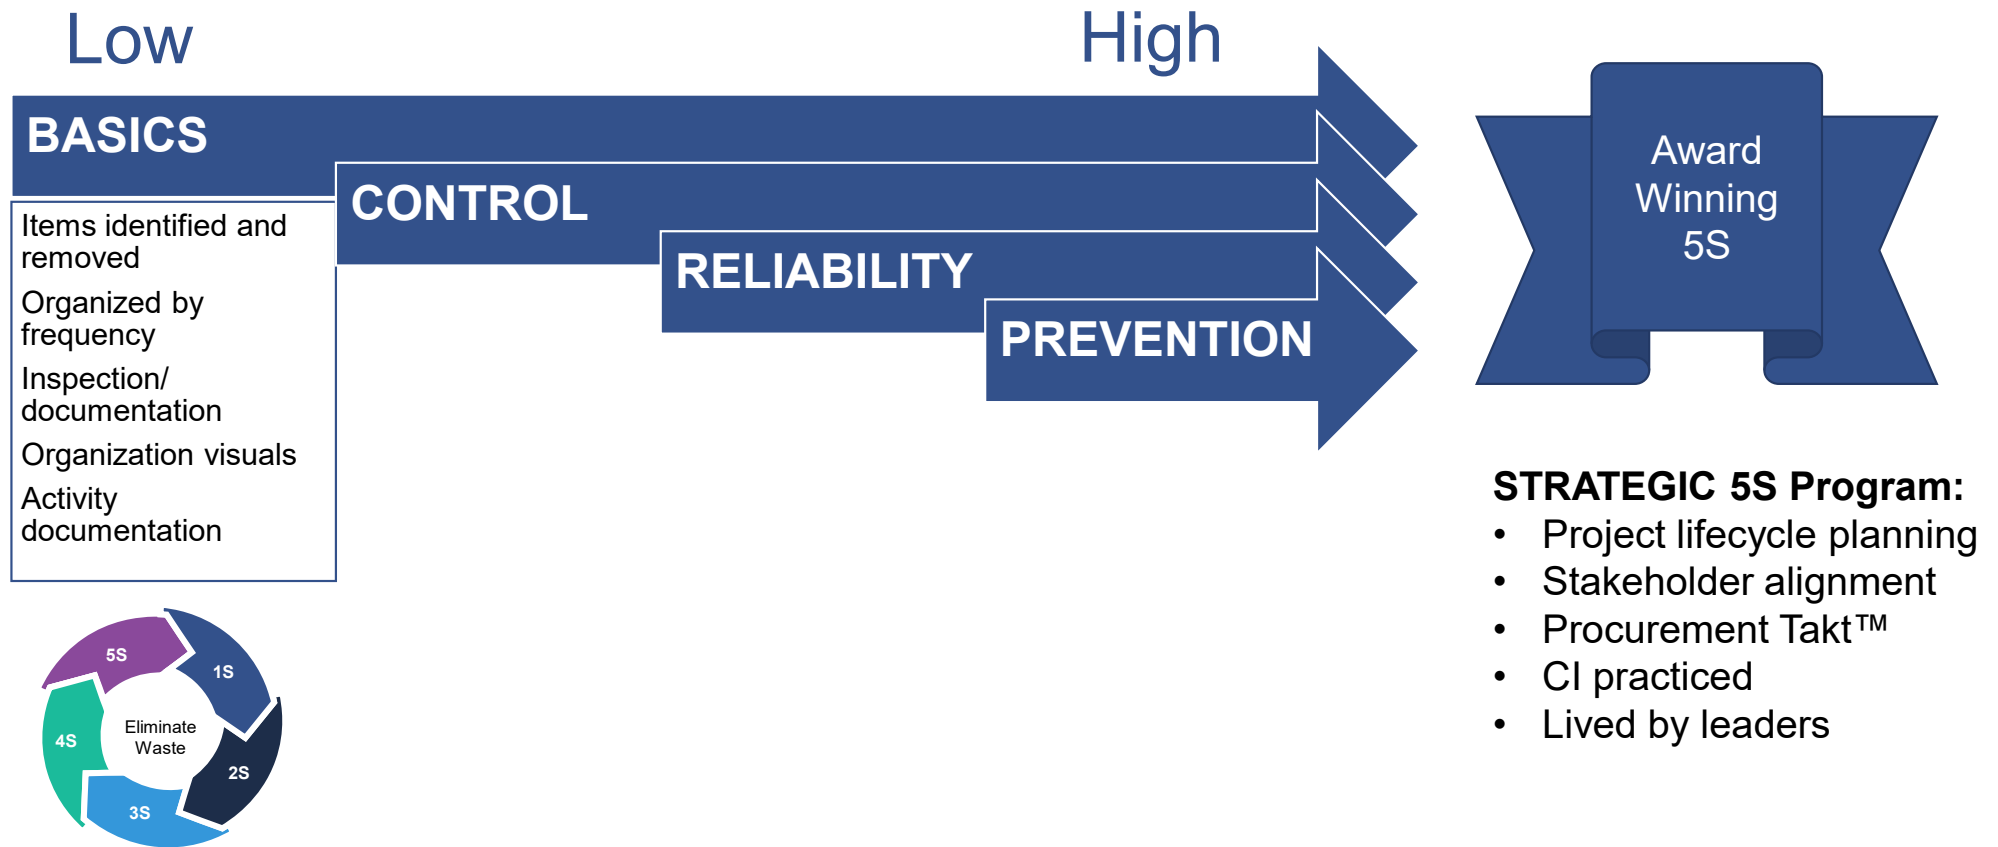 Low
High
BASICS
CONTROL
RELIABILITY
PREVENTION
Items identified and
removed
Organized by
frequency
Inspection/
documentation
Organization visuals
Activity
documentation
Award
Winning
5S
STRATEGIC 5S Program:
• Project lifecycle planning
• Stakeholder alignment
• Procurement Takt™
• CI practiced
• Lived by leaders
1S
2S
3S
4S
5S
Eliminate
Waste